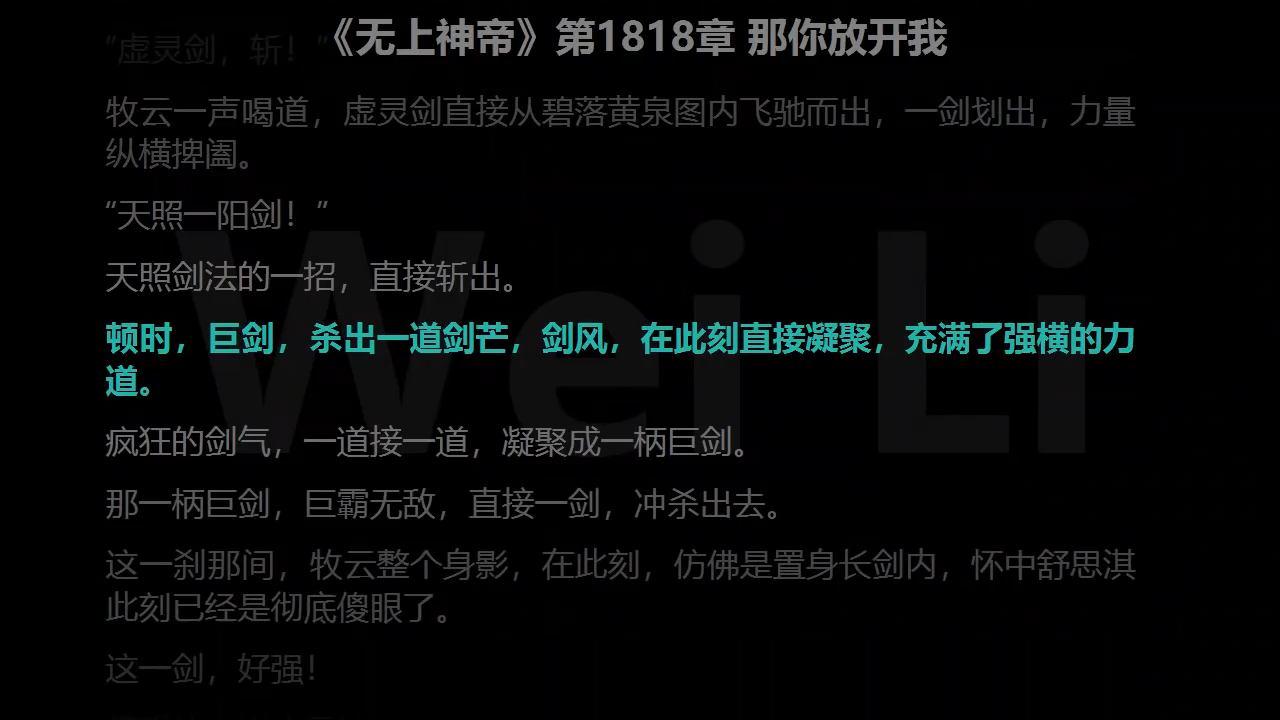 《无上神帝》第1818章 那你放开我
“虚灵剑，斩！”
牧云一声喝道，虚灵剑直接从碧落黄泉图内飞驰而出，一剑划出，力量
纵横捭阖。
“天照一阳剑！”
天照剑法的一招，直接斩出。
顿时，巨剑，杀出一道剑芒，剑风，在此刻直接凝聚，充满了强横的力
道。
疯狂的剑气，一道接一道，凝聚成一柄巨剑。
那一柄巨剑，巨霸无敌，直接一剑，冲杀出去。
这一刹那间，牧云整个身影，在此刻，仿佛是置身长剑内，怀中舒思淇
此刻已经是彻底傻眼了。
这一剑，好强！
Wei Li